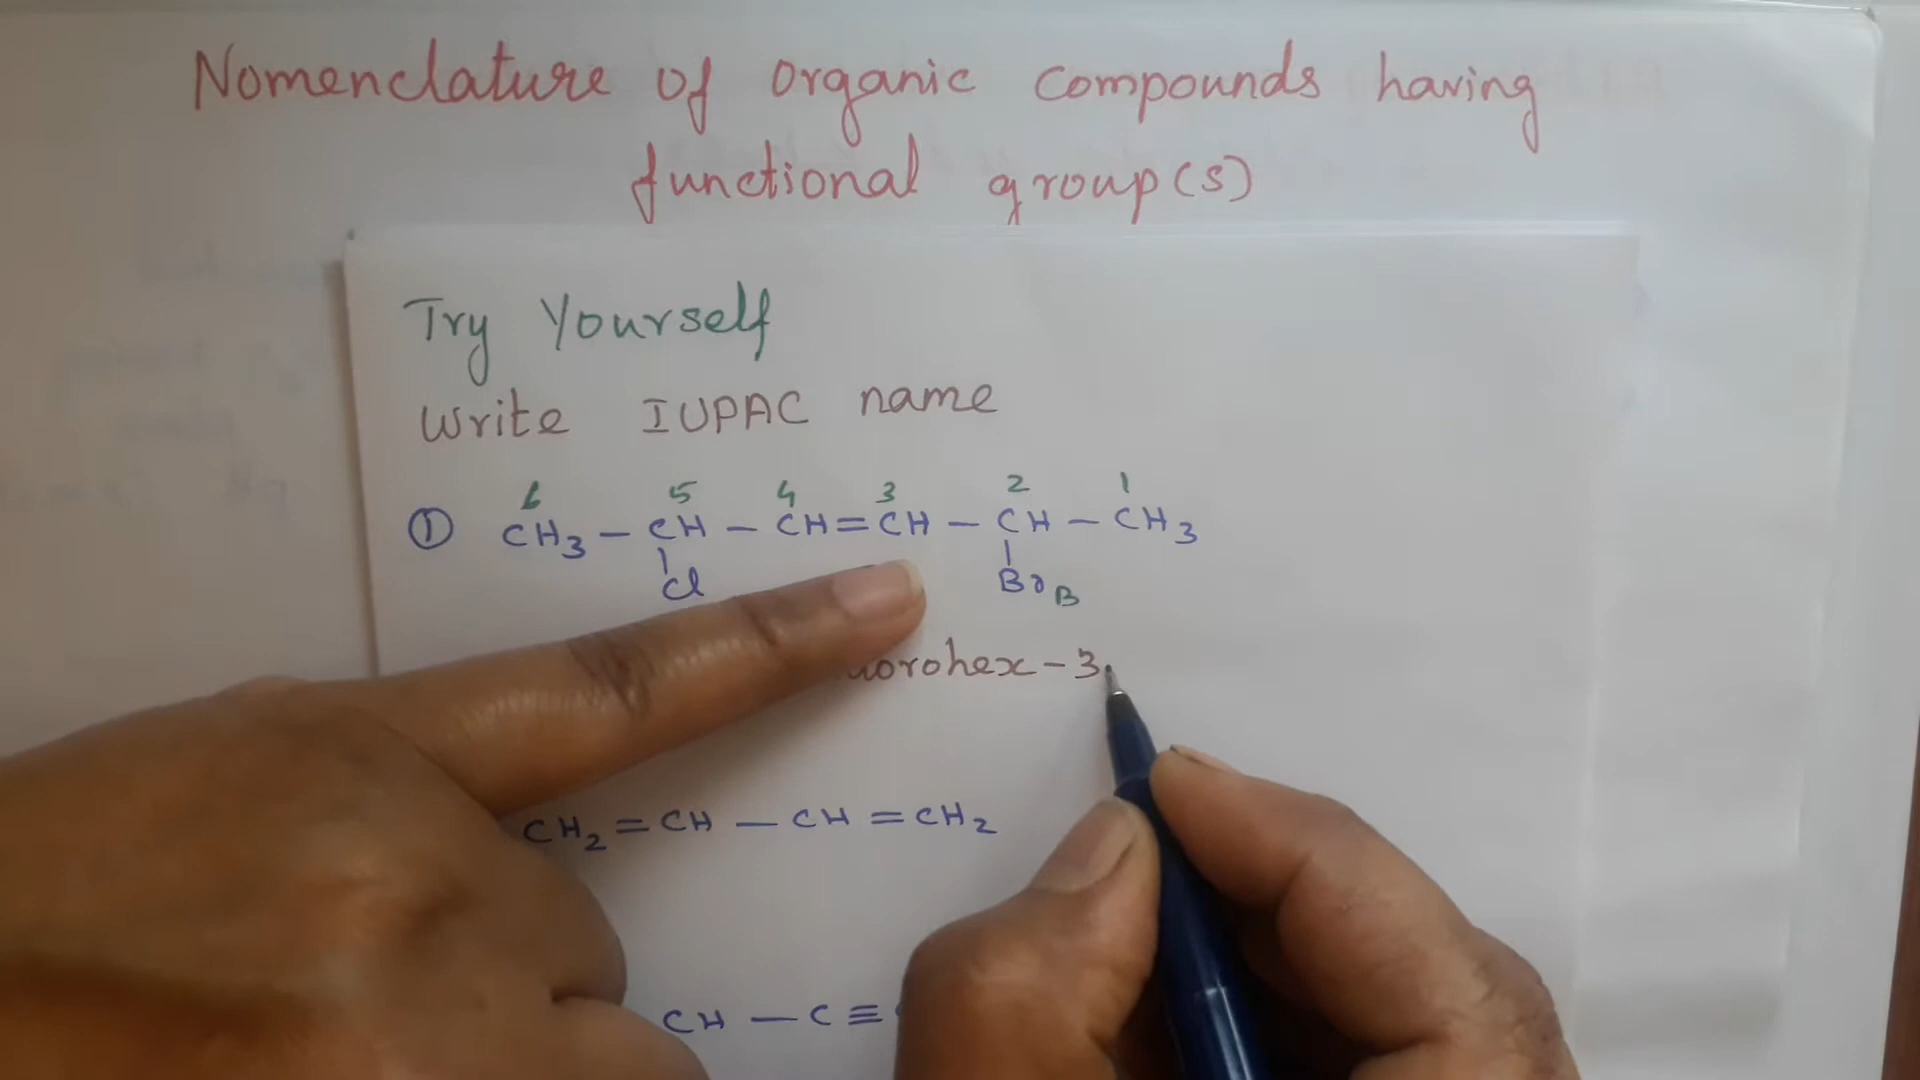 Nomenclature of organic compounds having
functional group(s)
Try Yourself
Write IUPAC name
6 5 4 3 2 1
① CH3 – CH – CH = CH – CH – CH3
Cl Br B
orohex – 3
CH2 = CH – CH = CH2
CH – C ≡